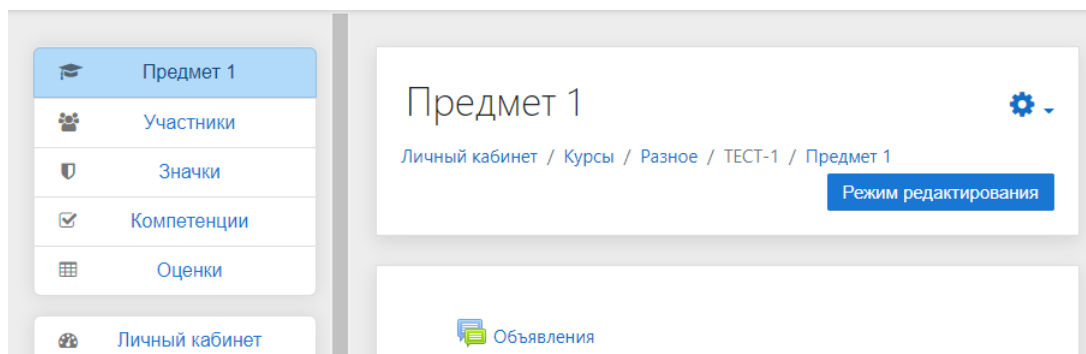 Предмет 1
Участники
Значки
Компетенции
Оценки
Личный кабинет
Предмет 1
Личный кабинет / Курсы / Разное / ТЕСТ-1 / Предмет 1
Режим редактирования
Объявления